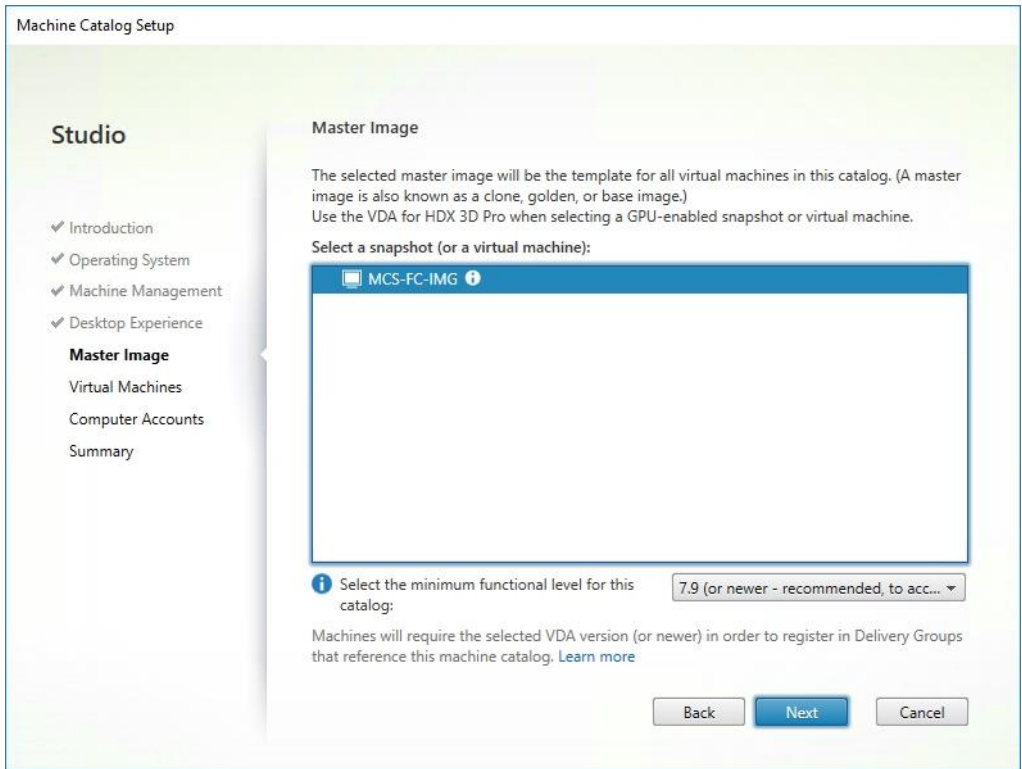 Machine Catalog Setup
Studio
Introduction
Operating System
Machine Management
Desktop Experience
Master Image
Virtual Machines
Computer Accounts
Summary
Master Image
The selected master image will be the template for all virtual machines in this catalog. (A master
image is also known as a clone, golden, or base image.)
Use the VDA for HDX 3D Pro when selecting a GPU-enabled snapshot or virtual machine.
Select a snapshot (or a virtual machine):
MCS-FC-IMG
Select the minimum functional level for this
catalog:
7.9 (or newer - recommended, to acc...
Machines will require the selected VDA version (or newer) in order to register in Delivery Groups
that reference this machine catalog. Learn more
Back
Next
Cancel